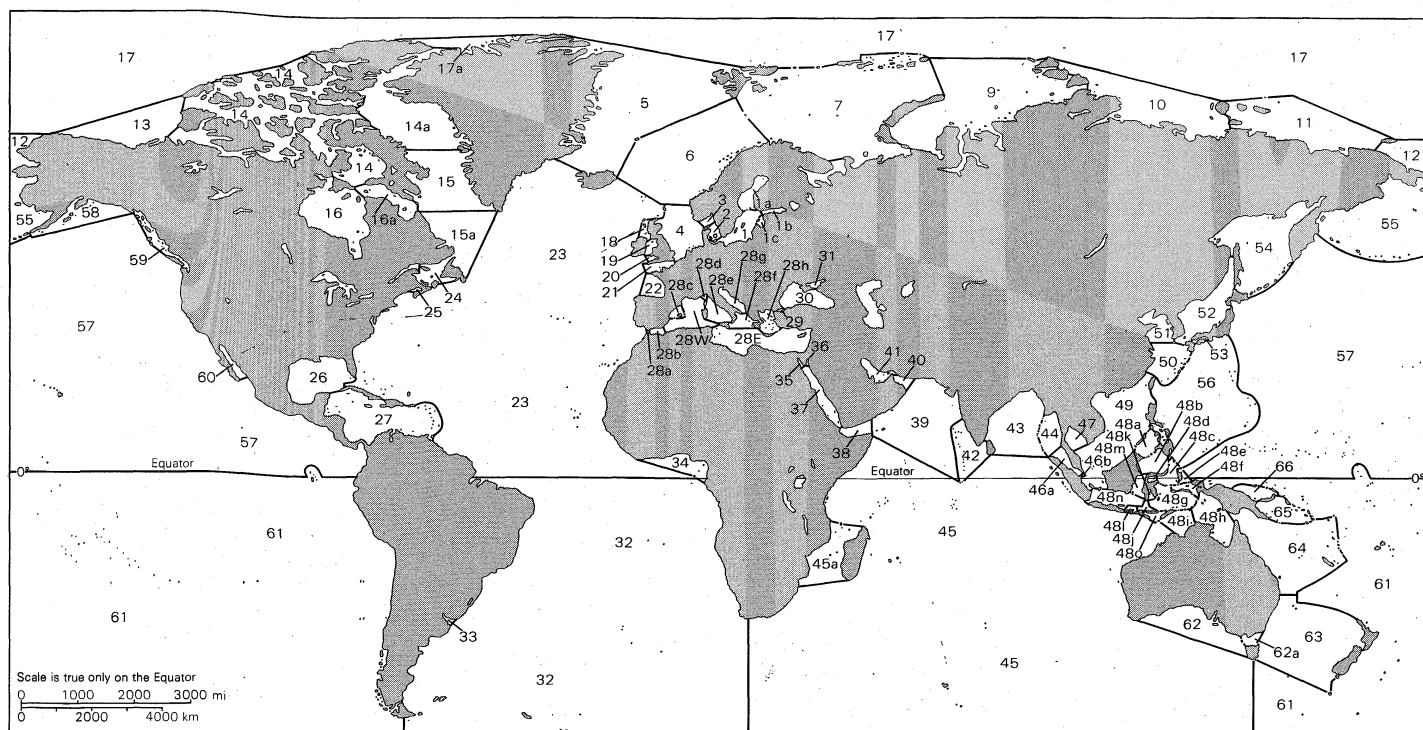 17
17
17
17a
14
5
7
9
10
13
14
14a
11
12
6
12
14
15
3
1a
16
16a
2
55
58
15a
18
4
1
1b
1c
55
54
59
19
23
28d
28g
28h
31
20
28e
28f
21
22
28c
30
24
25
57
52
29
51
53
57
28W
28E
36
28b
41
40
50
60
26
28a
35
56
23
37
39
49
48b
27
43
44
47
48a
48d
57
48k
48c
38
42
48m
48e
0°
Equator
34
Equator
46b
48f
66
0°
46a
48n
48g
65
48l
48i
48h
61
32
45
48j
64
45a
48o
61
61
62
63
33
62a
Scale is true only on the Equator
45
32
0 1000 2000 3000 mi
0 2000 4000 km
61